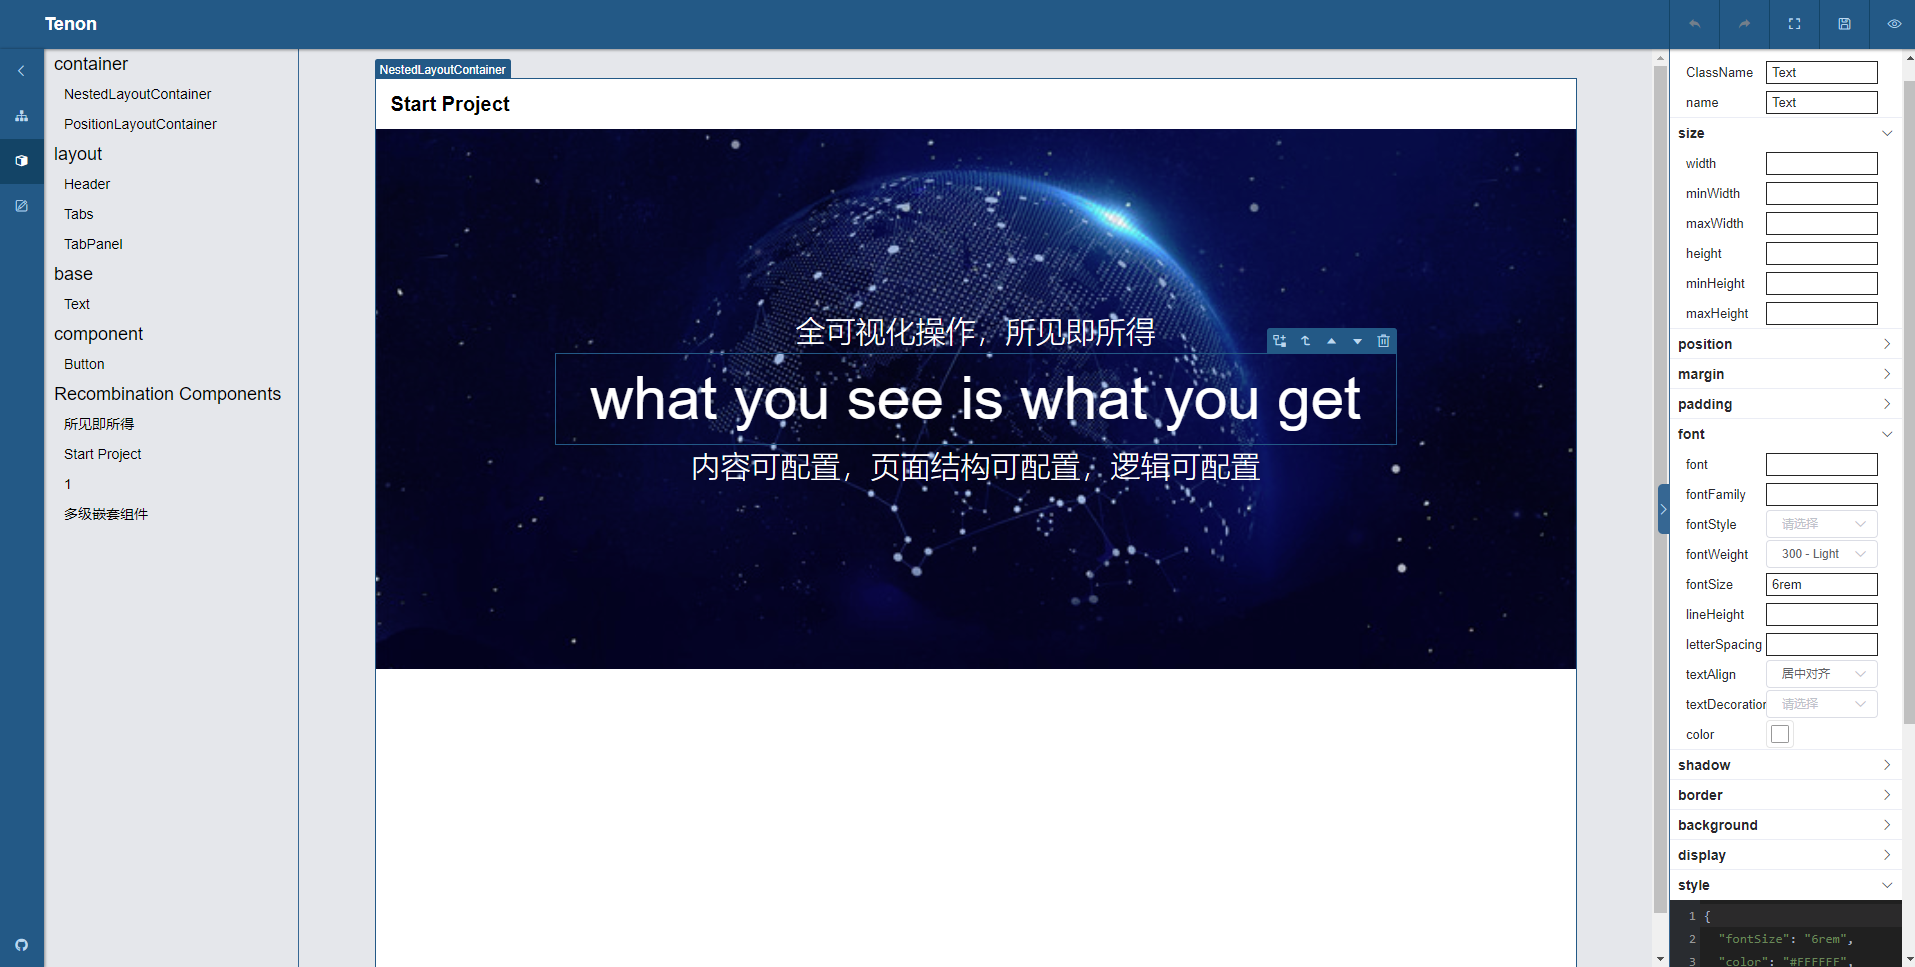 Tenon
container
NestedLayoutContainer
PositionLayoutContainer
layout
Header
Tabs
TabPanel
base
Text
component
Button
Recombination Components
所见即所得
Start Project
1
多级嵌套组件
NestedLayoutContainer
Start Project
全可视化操作，所见即所得
what you see is what you get
内容可配置，页面结构可配置，逻辑可配置
ClassName Text
name Text
size
width
minWidth
maxWidth
height
minHeight
maxHeight
position
margin
padding
font
font
fontFamily
fontStyle 请选择
fontWeight 300 - Light
fontSize 6rem
lineHeight
letterSpacing
textAlign 居中对齐
textDecoration 请选择
color
shadow
border
background
display
style
1 {
2 "fontSize": "6rem",
3 "color": "#FFFFFF",